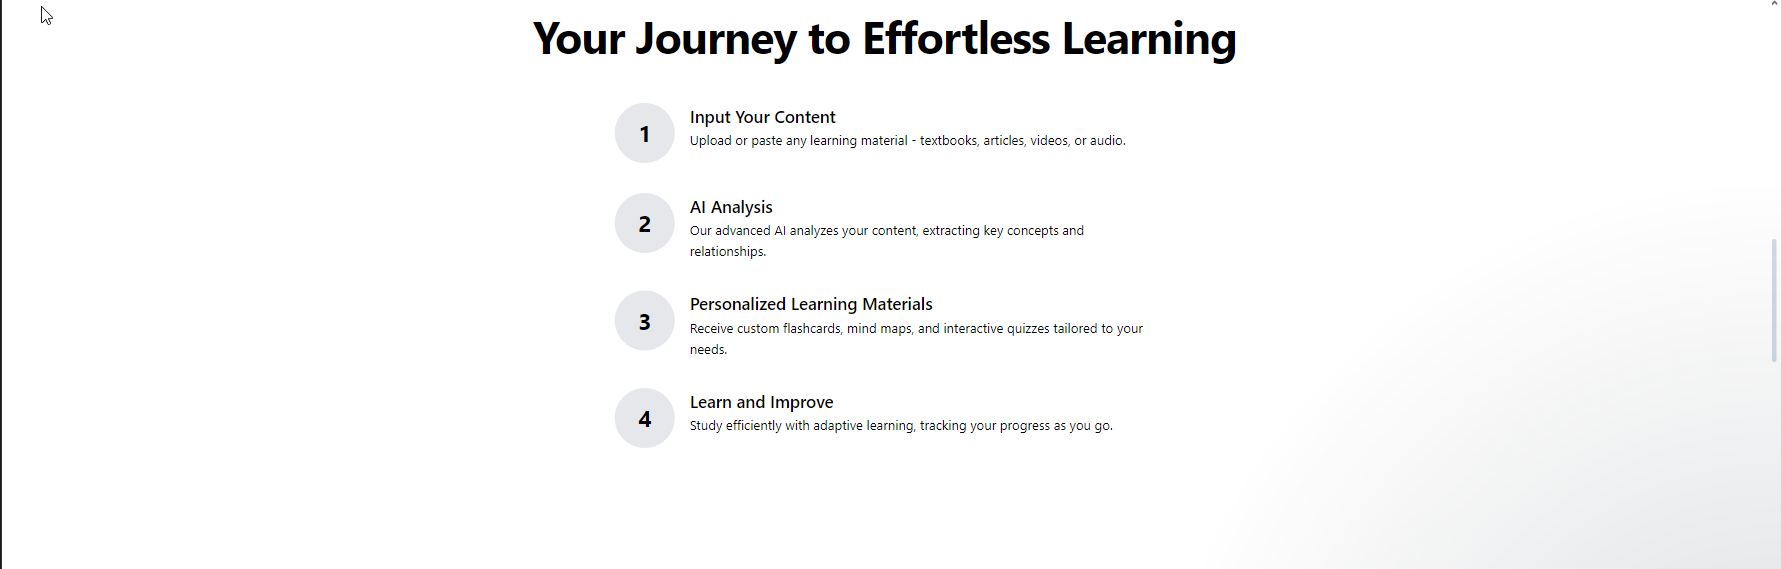 Your Journey to Effortless Learning
1
Input Your Content
Upload or paste any learning material - textbooks, articles, videos, or audio.
2
AI Analysis
Our advanced AI analyzes your content, extracting key concepts and
relationships.
3
Personalized Learning Materials
Receive custom flashcards, mind maps, and interactive quizzes tailored to your
needs.
4
Learn and Improve
Study efficiently with adaptive learning, tracking your progress as you go.